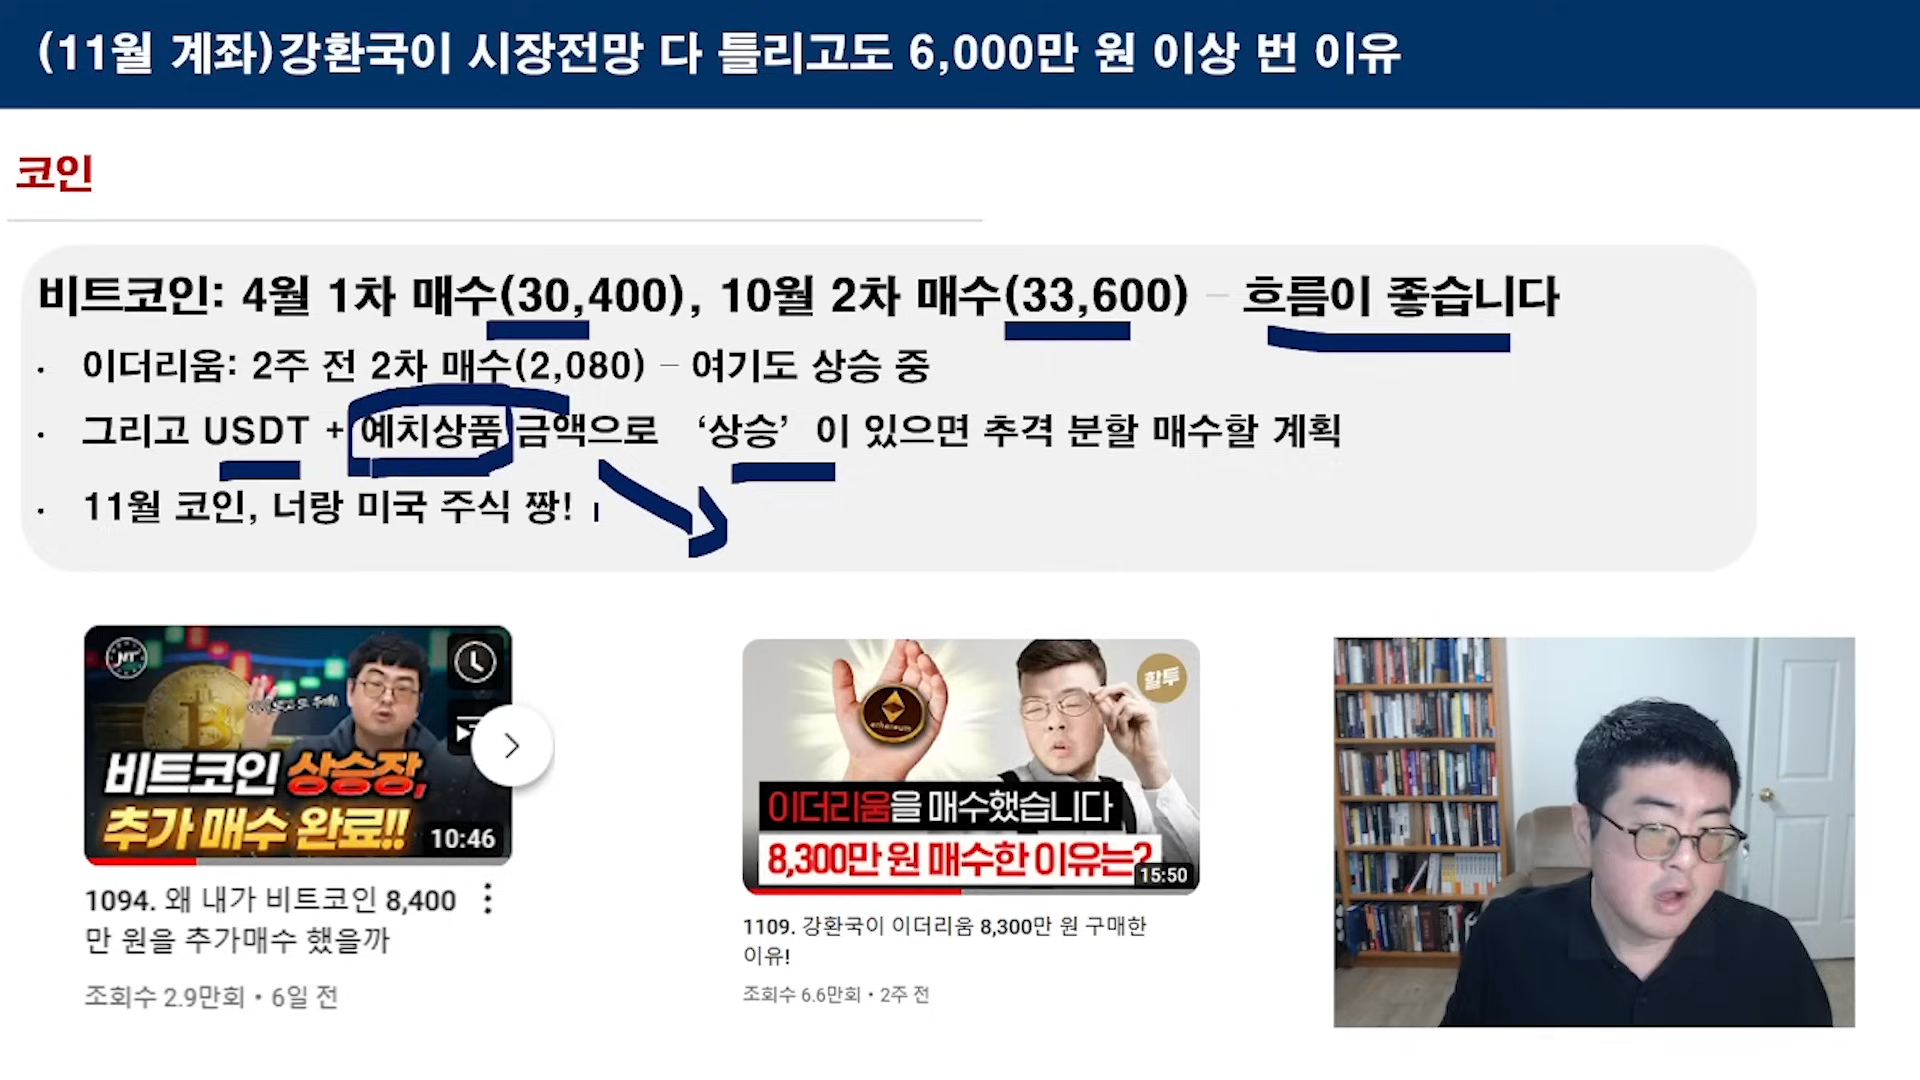 (11월 계좌)강환국이 시장전망 다 틀리고도 6,000만 원 이상 번 이유
코인
비트코인: 4월 1차 매수(30,400), 10월 2차 매수(33,600) – 흐름이 좋습니다
· 이더리움: 2주 전 2차 매수(2,080) – 여기도 상승 중
· 그리고 USDT + 예치상품 금액으로 ‘상승’ 이 있으면 추격 분할 매수할 계획
· 11월 코인, 너랑 미국 주식 짱!
비트코인 상승장,
추가 매수 완료!!
10:46
1094. 왜 내가 비트코인 8,400
만 원을 추가매수 했을까
조회수 2.9만회 • 6일 전
할투
ethereum
이더리움을 매수했습니다
8,300만 원 매수한 이유는?
15:50
1109. 강환국이 이더리움 8,300만 원 구매한
이유!
조회수 6.6만회 • 2주 전